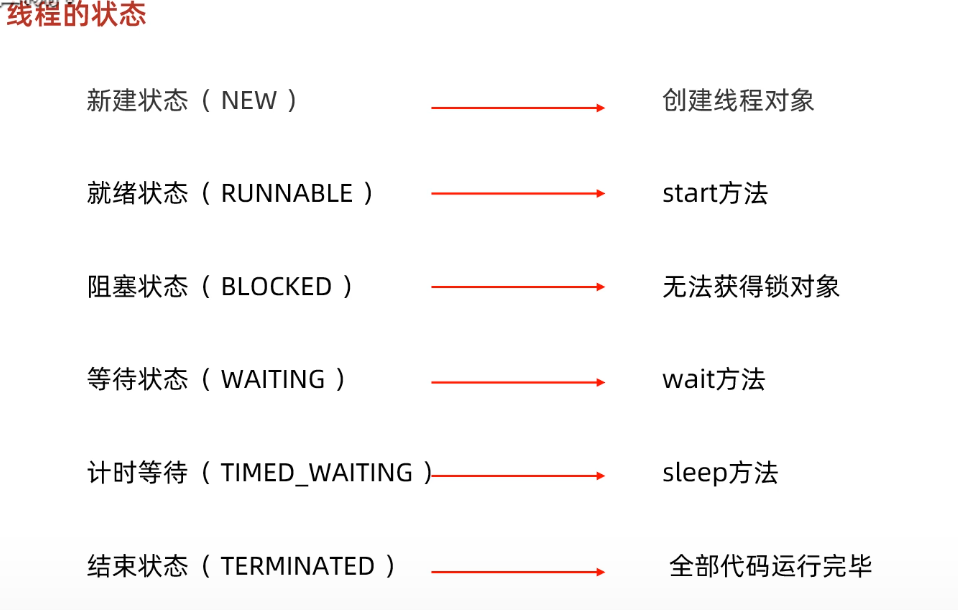 线程的状态
新建状态（ NEW ） 创建线程对象
就绪状态（ RUNNABLE ） start方法
阻塞状态（ BLOCKED ） 无法获得锁对象
等待状态（ WAITING ） wait方法
计时等待（ TIMED_WAITING ） sleep方法
结束状态（ TERMINATED ） 全部代码运行完毕